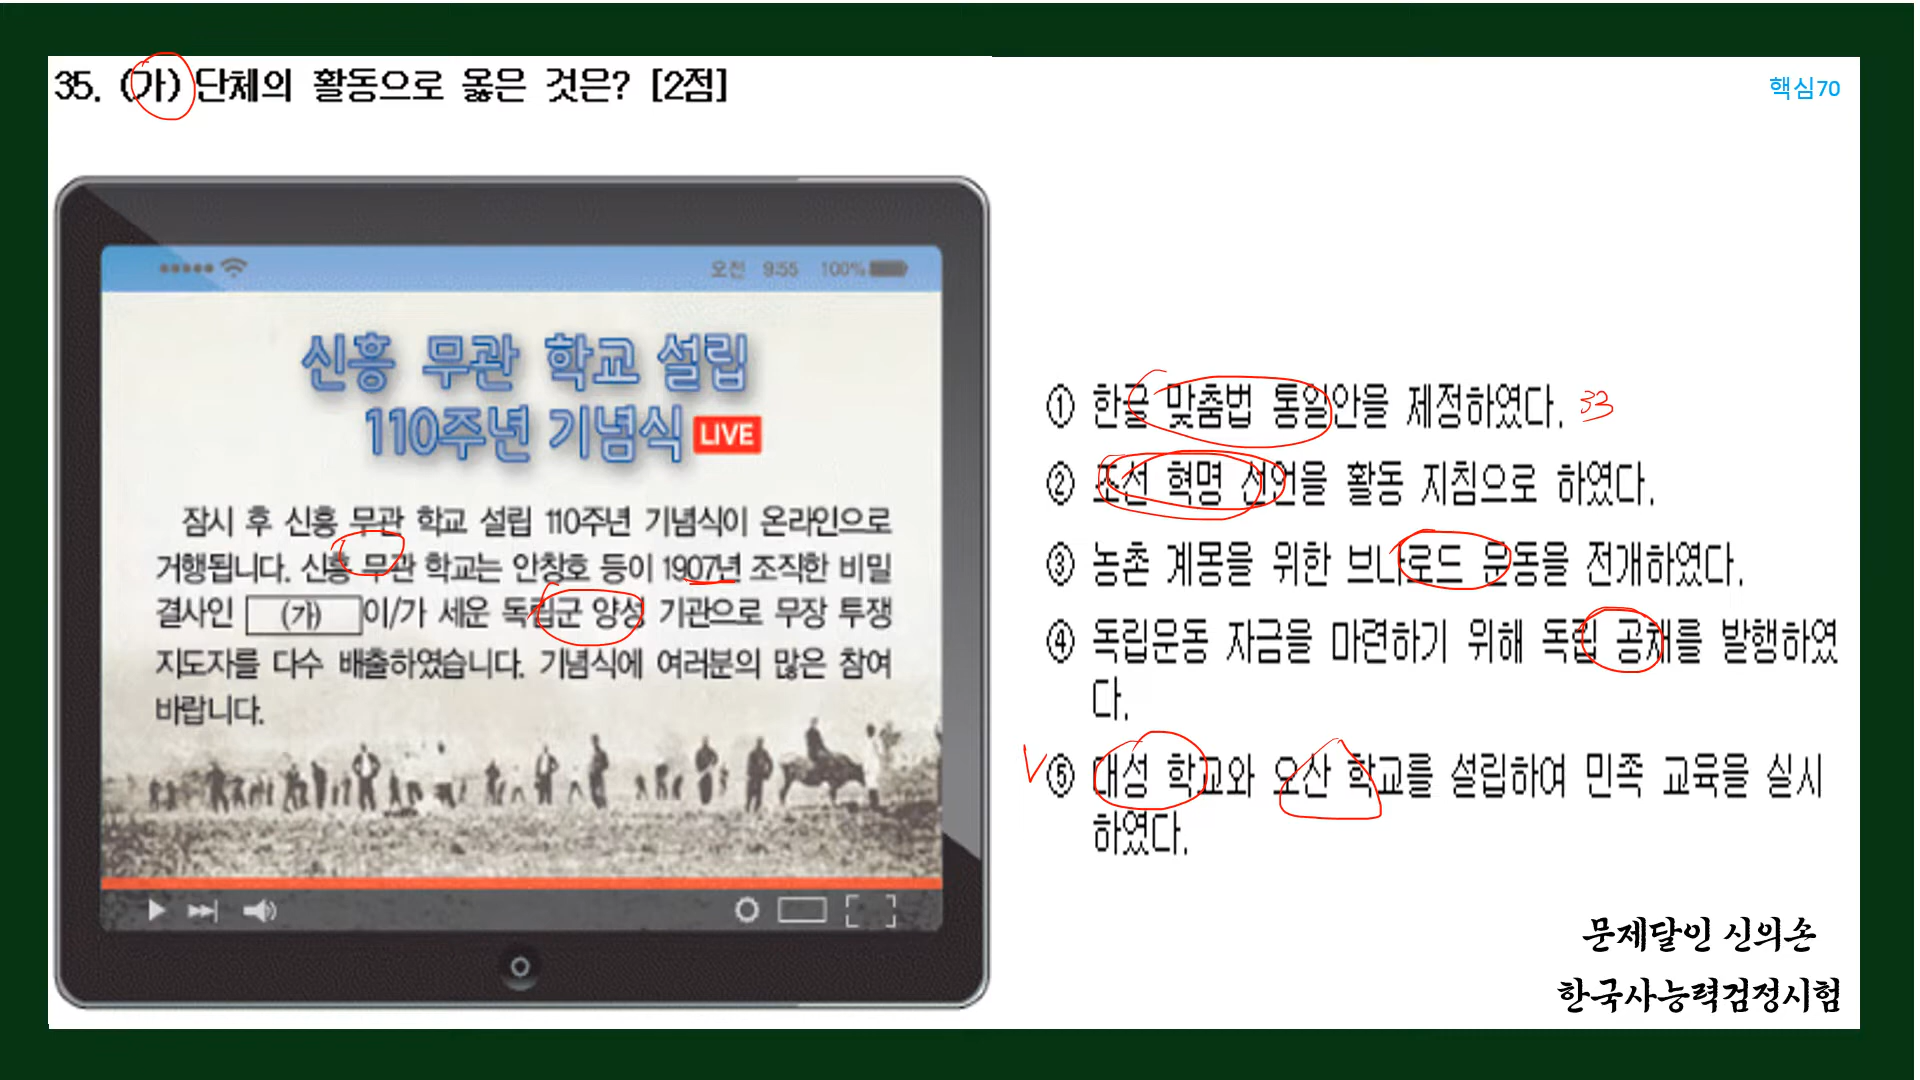 35. (가) 단체의 활동으로 옳은 것은? [2점]
핵심70
오전 9:55 100%
신흥 무관 학교 설립
110주년 기념식 LIVE
잠시 후 신흥 무관 학교 설립 110주년 기념식이 온라인으로
거행됩니다. 신흥 무관 학교는 안창호 등이 1907년 조직한 비밀
결사인 (가) 이/가 세운 독립군 양성 기관으로 무장 투쟁
지도자를 다수 배출하였습니다. 기념식에 여러분의 많은 참여
바랍니다.
① 한글 맞춤법 통일안을 제정하였다. 33
② 조선 혁명 선언을 활동 지침으로 하였다.
③ 농촌 계몽을 위한 브나로드 운동을 전개하였다.
④ 독립운동 자금을 마련하기 위해 독립 공채를 발행하였
다.
V ⑤ 대성 학교와 오산 학교를 설립하여 민족 교육을 실시
하였다.
문제달인 신의손
한국사능력검정시험